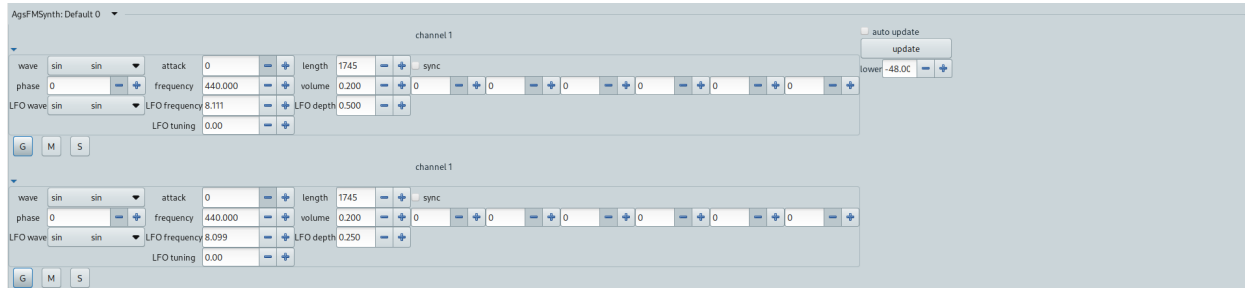 AgsFMSynth: Default 0
channel 1
auto update
update
lower -48.00
wave sin sin attack 0 length 1745 sync
phase 0 frequency 440.000 volume 0.200 0 0 0 0 0 0
LFO wave sin sin LFO frequency 8.111 LFO depth 0.500
LFO tuning 0.00
G M S
channel 1
wave sin sin attack 0 length 1745 sync
phase 0 frequency 440.000 volume 0.200 0 0 0 0 0 0
LFO wave sin sin LFO frequency 8.099 LFO depth 0.250
LFO tuning 0.00
G M S